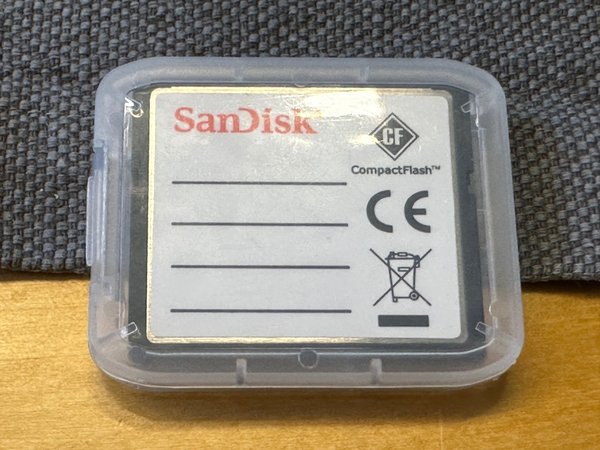 SanDisk
CF
CompactFlash™
CE